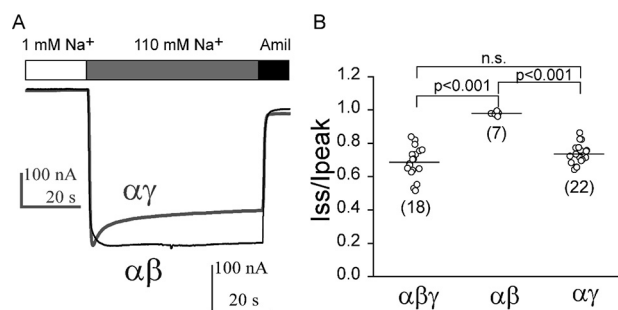 A
1 mM Na+ 110 mM Na+ Amil
100 nA
20 s
αγ
αβ
100 nA
20 s
B
n.s.
p<0.001 p<0.001
Iss/Ipeak
1.2
1.0
0.8
0.6
0.4
0.2
0.0
(18)
(7)
(22)
αβγ αβ αγ